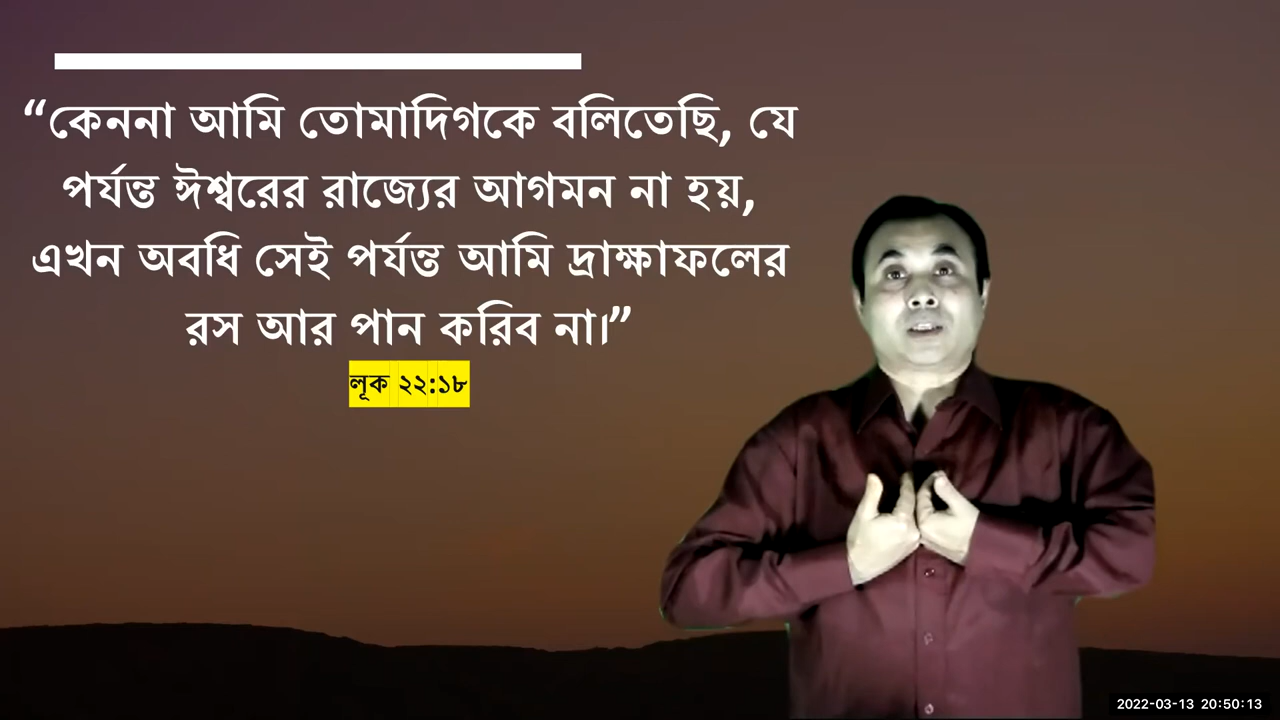 “কেননা আমি তোমাদিগকে বলিতেছি, যে
পর্যন্ত ঈশ্বরের রাজ্যের আগমন না হয়,
এখন অবধি সেই পর্যন্ত আমি দ্রাক্ষাফলের
রস আর পান করিব না।”
লূক ২২:১৮
2022-03-13 20:50:13